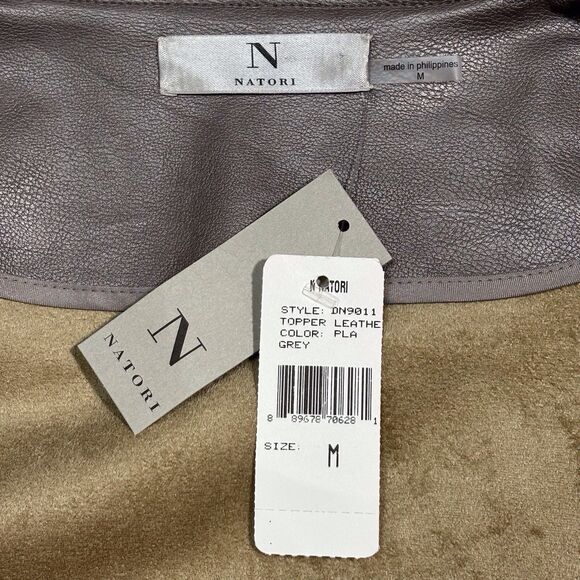 N
NATORI
made in philippines
M
N
NATORI
N NATORI
STYLE: DN9011
TOPPER LEATHE
COLOR: PLA
GREY
8 89678 70628 1
SIZE: M